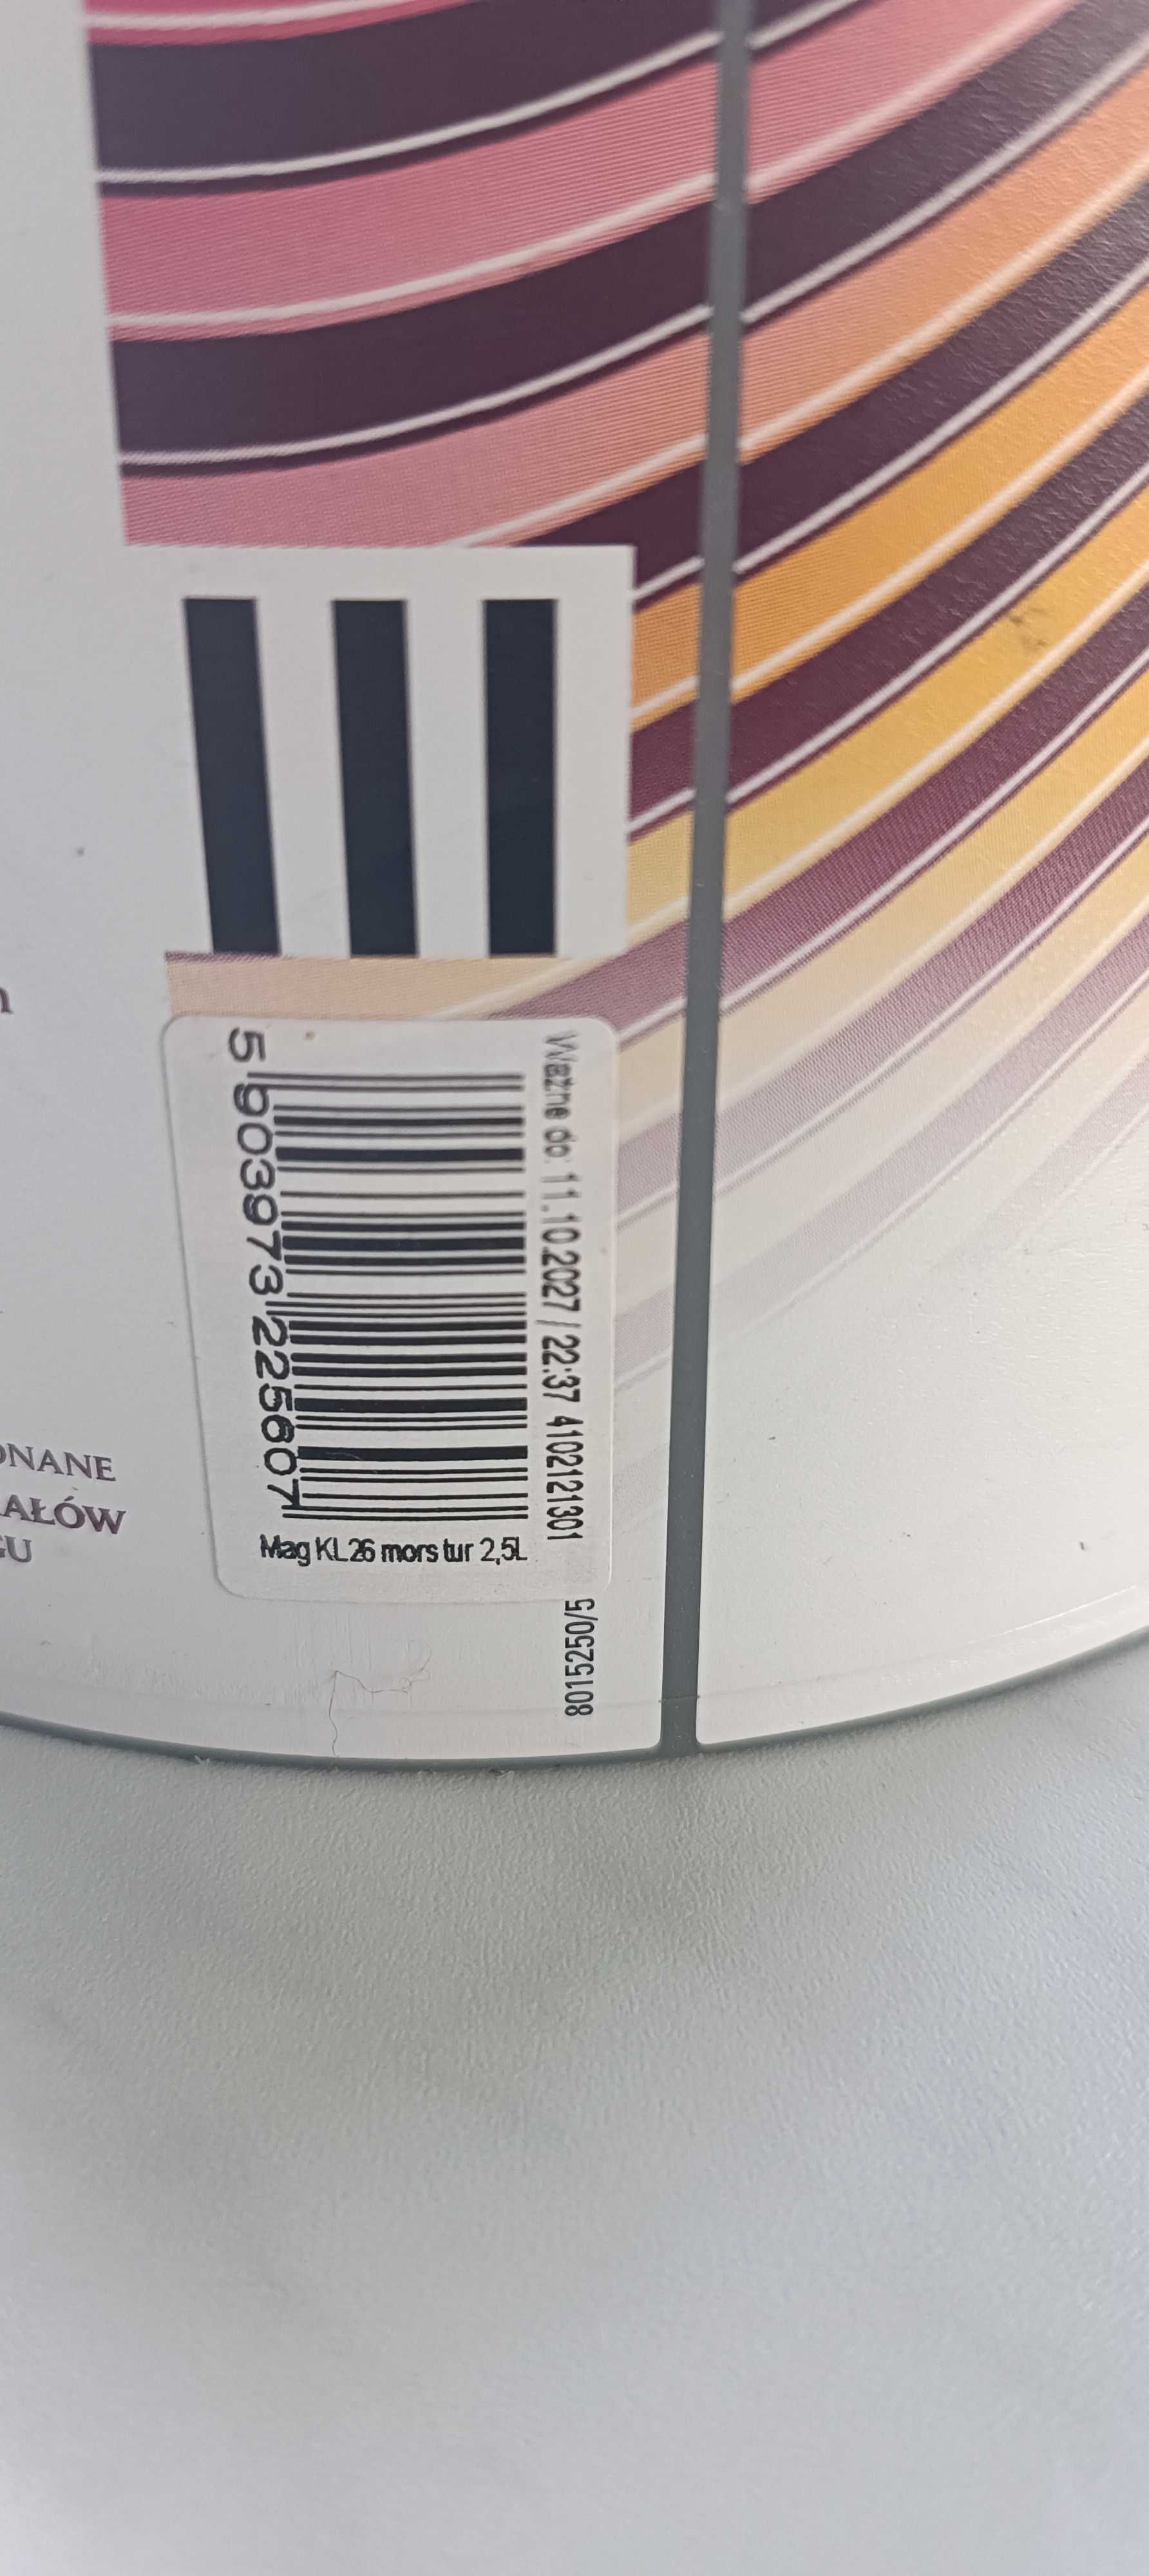 n
ONANE
AŁÓW
GU
5 903973 225607
Ważne do: 11.10.2027 / 22:37 4102121301
Mag KL26 mors tur 2,5L
5/0525108